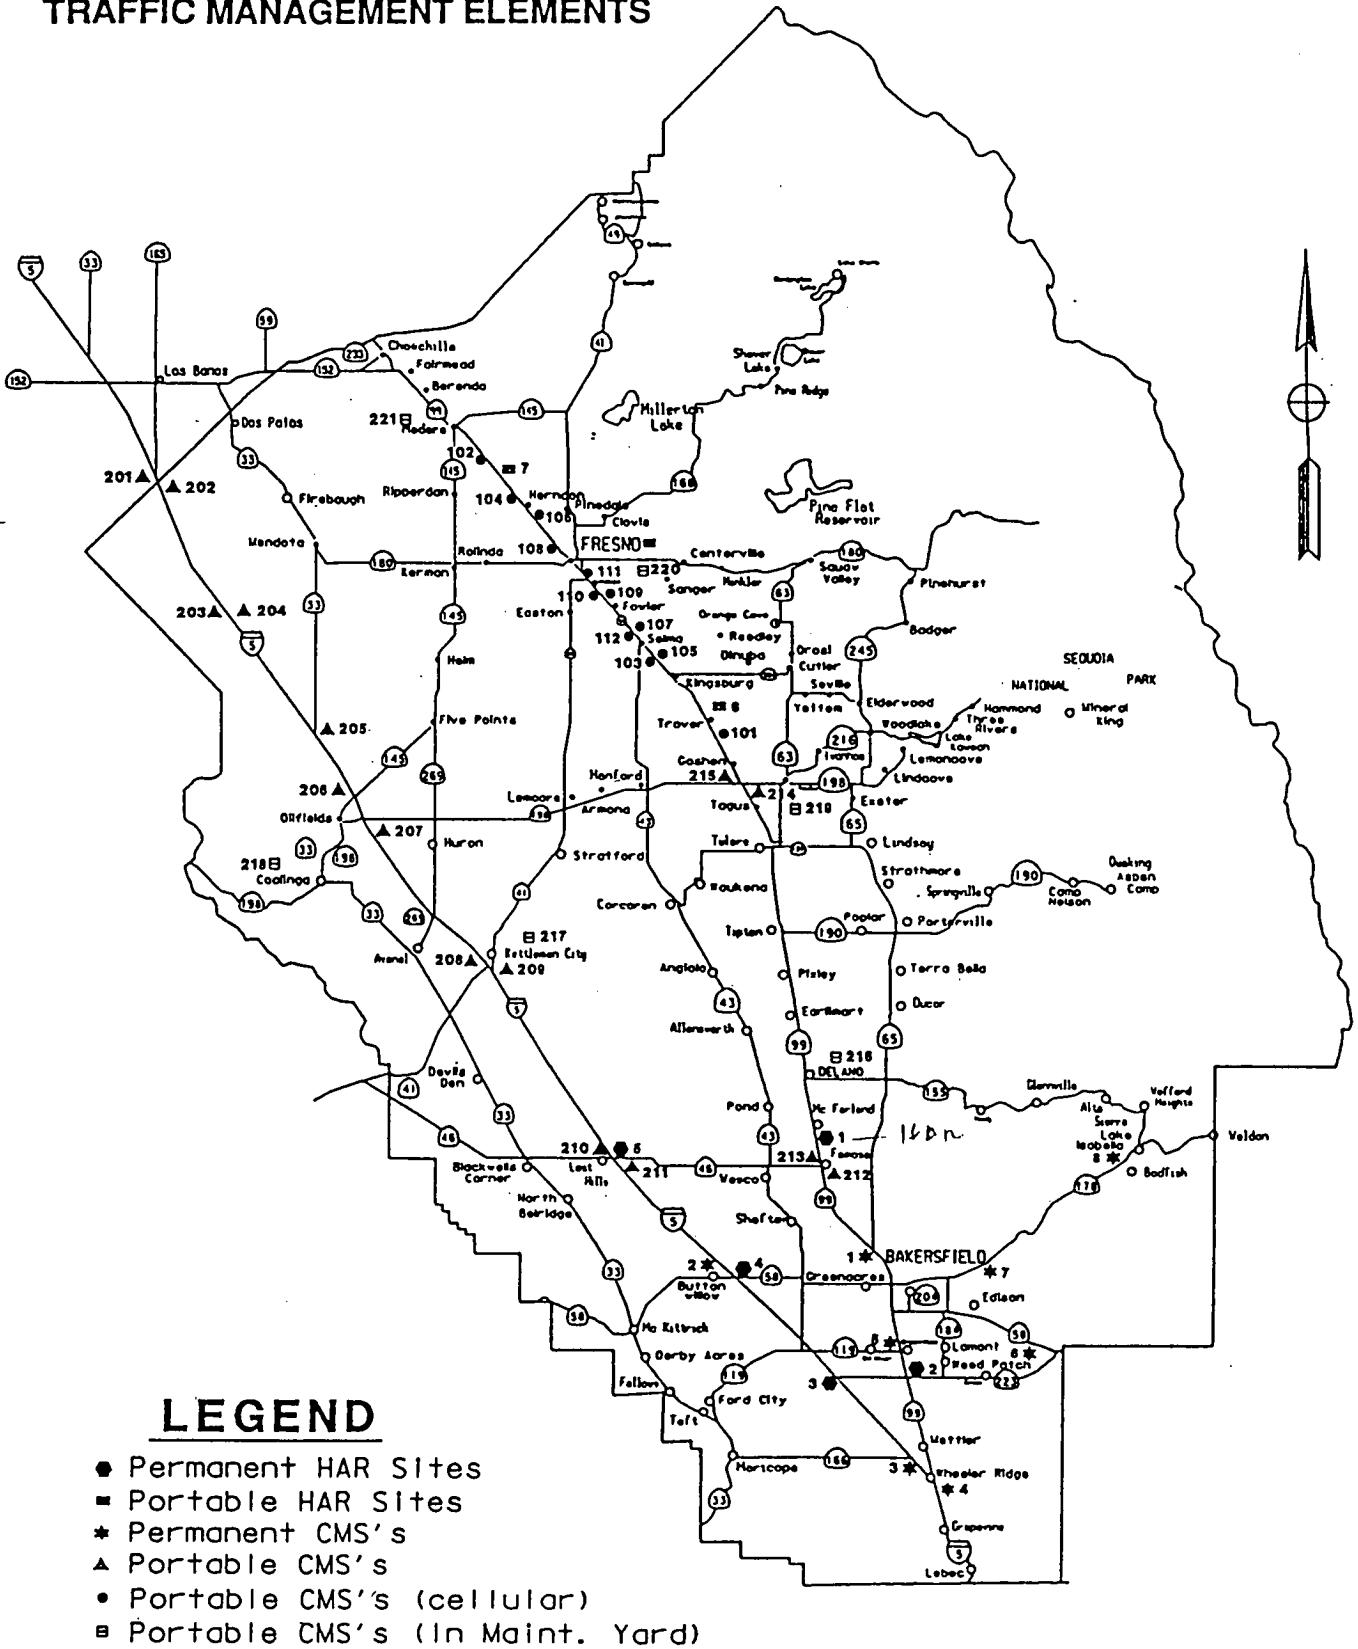 TRAFFIC MANAGEMENT ELEMENTS
49
5
33
165
59
41
Shaver
Lake
Pine Ridge
Millerton
Lake
233
Chowchilla
Fairmead
Berenda
152
Los Banos
152
Dos Palos
99
145
221
Madera
33
102
145
7
168
201
202
Firebaugh
Ripperdan
104
Herndon
106
Pinedale
Clovis
Pine Flat
Reservoir
Mendota
180
Rolinda
Kerman
108
FRESNO
Centerville
180
Squaw
Valley
Pinehurst
111
220
Sanger
110
109
63
203
204
33
145
Easton
Fowler
Orange Cove
Badger
5
107
112
Selma
Reedley
105
Dinuba
Orosi
Cutler
245
SEQUOIA
NATIONAL
PARK
Helm
103
Kingsburg
Seville
Yettem
Elderwood
Hammond
Three
Rivers
Mineral
King
Five Points
6
Traver
101
Woodlake
205
145
63
216
Lemoncove
Lindcove
269
Goshen
215
198
206
Hanford
Lemoore
Armona
214
Tagus
219
Exeter
Oilfields
198
43
65
207
Huron
Tulare
Lindsay
33
198
218
Coalinga
Stratford
Waukena
Strathmore
Springville
190
Quaking
Aspen
Camp
Camp
Nelson
198
33
269
41
Corcoran
Tipton
190
Poplar
Porterville
217
Avenal
208
Kettleman City
209
Angiola
Pixley
Terra Bella
5
43
Earlimart
Ducor
Allensworth
99
65
216
DELANO
Devils
Den
41
33
155
Glennville
Wofford
Heights
Alta
Sierra
Pond
Mc Farland
Lake
Isabella
8
Weldon
46
43
1
210
5
213
Famoso
Bodfish
Blackwells
Corner
Lost
Hills
211
46
Wasco
212
178
North
Belridge
99
5
Shafter
1
BAKERSFIELD
2
4
7
33
58
Greenacres
Button
willow
204
Edison
58
Mc Kittrick
184
58
119
5
Lamont
6
Derby Acres
2
Weed Patch
119
3
223
Fellows
Ford City
Taft
99
Mettler
Maricopa
166
3
Wheeler Ridge
4
33
Grapevine
5
Lebec
LEGEND
Permanent HAR Sites
Portable HAR Sites
Permanent CMS's
Portable CMS's
Portable CMS's (cellular)
Portable CMS's (In Maint. Yard)